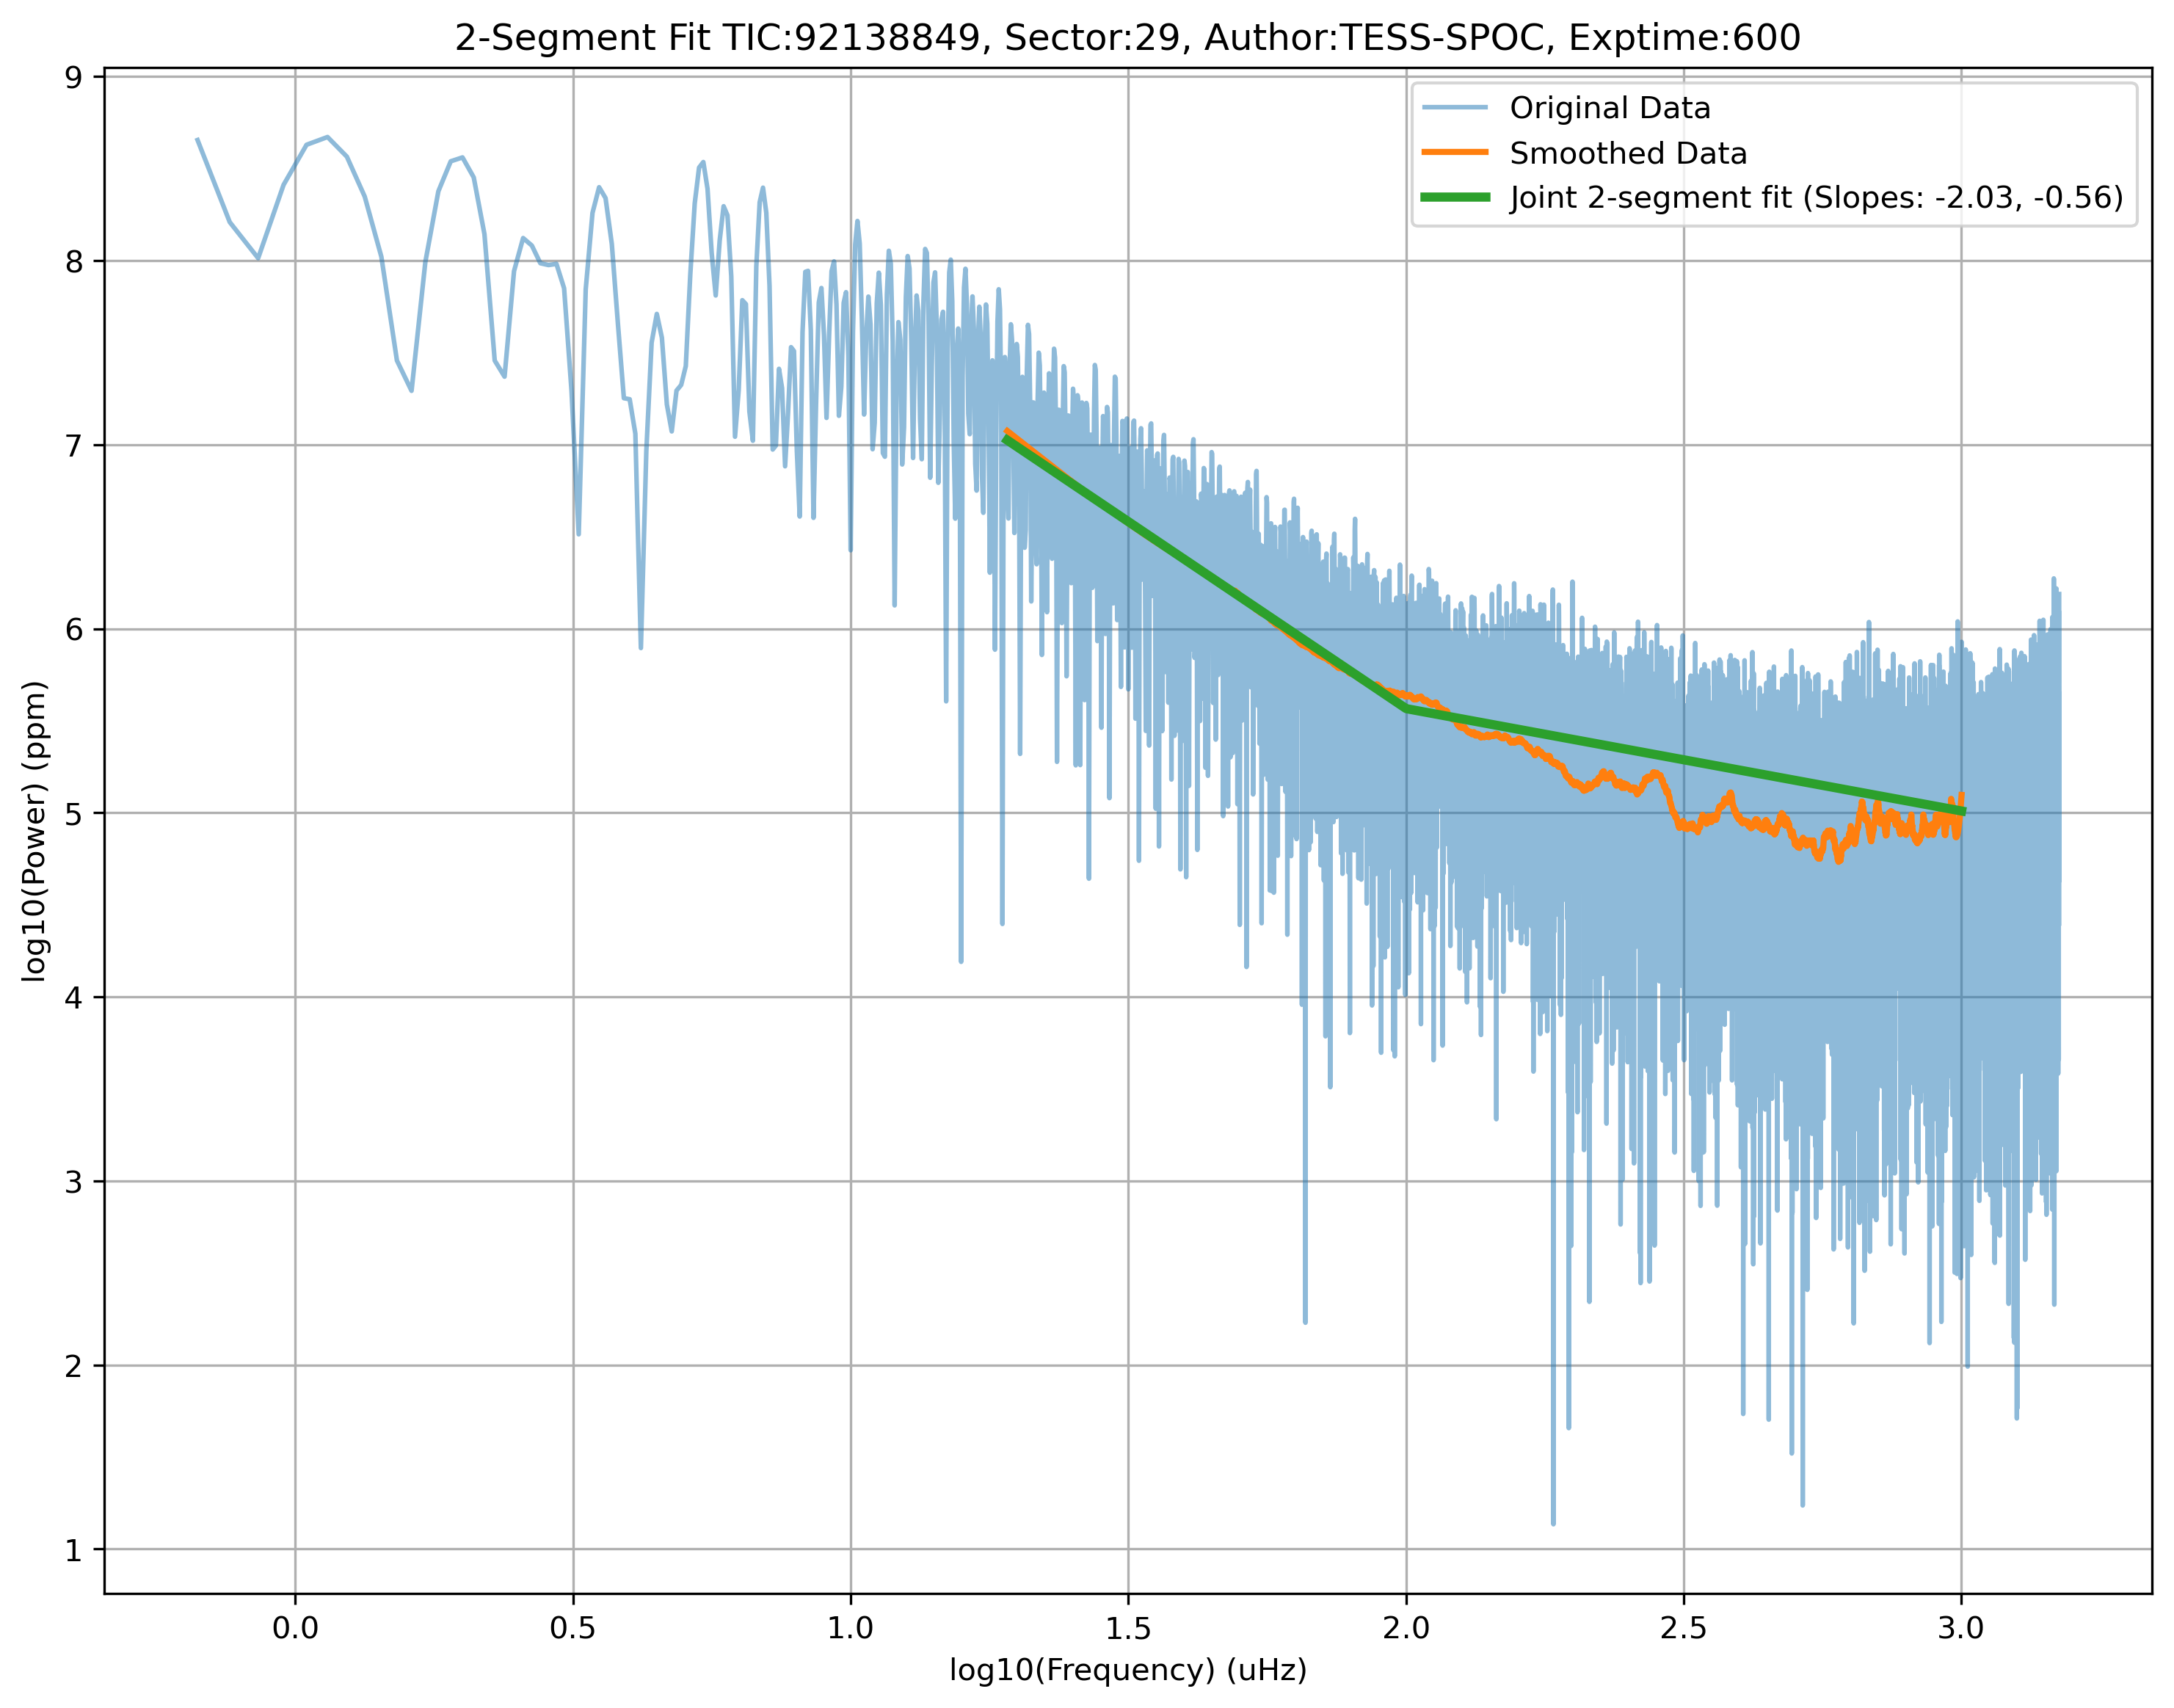 2-Segment Fit TIC:92138849, Sector:29, Author:TESS-SPOC, Exptime:600
Original Data
Smoothed Data
Joint 2-segment fit (Slopes: -2.03, -0.56)
9
8
7
6
5
4
3
2
1
log10(Power) (ppm)
0.0 0.5 1.0 1.5 2.0 2.5 3.0
log10(Frequency) (uHz)